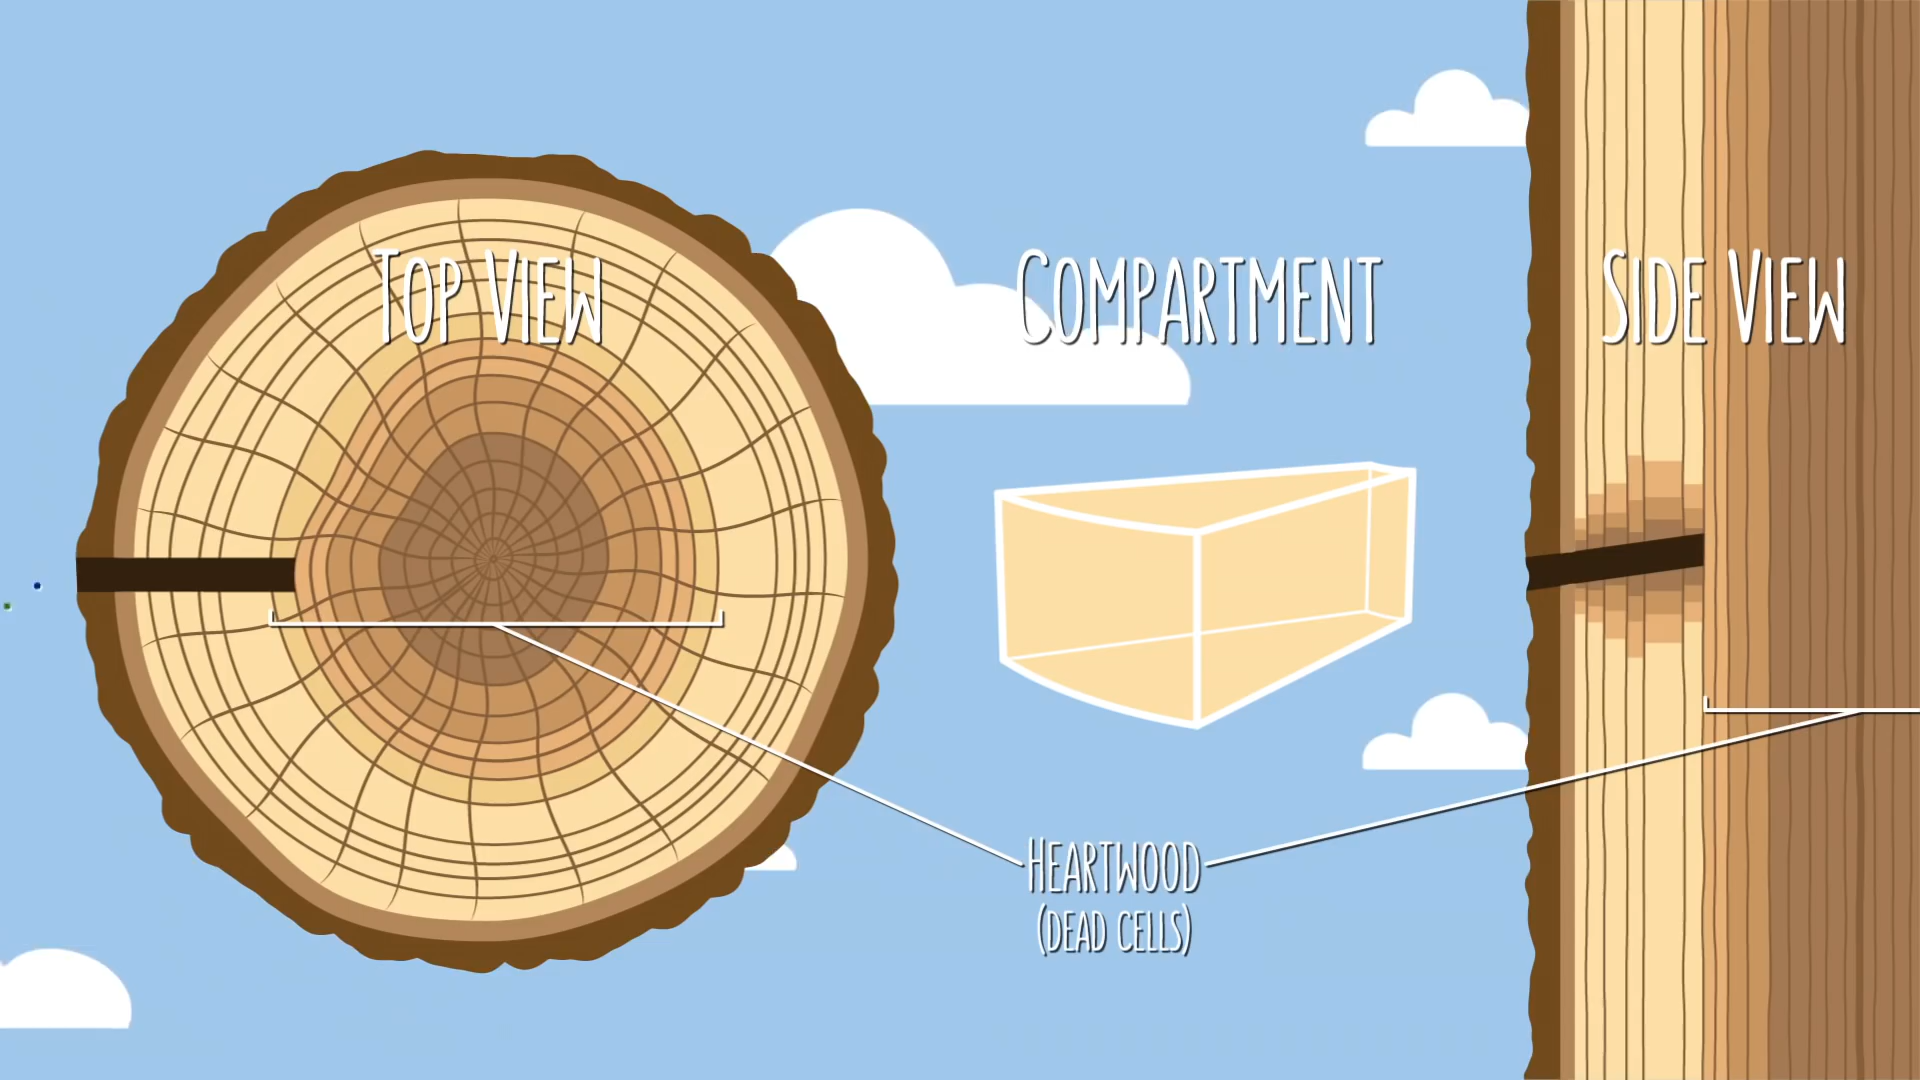 Top View
Compartment
Side View
Heartwood
(dead cells)